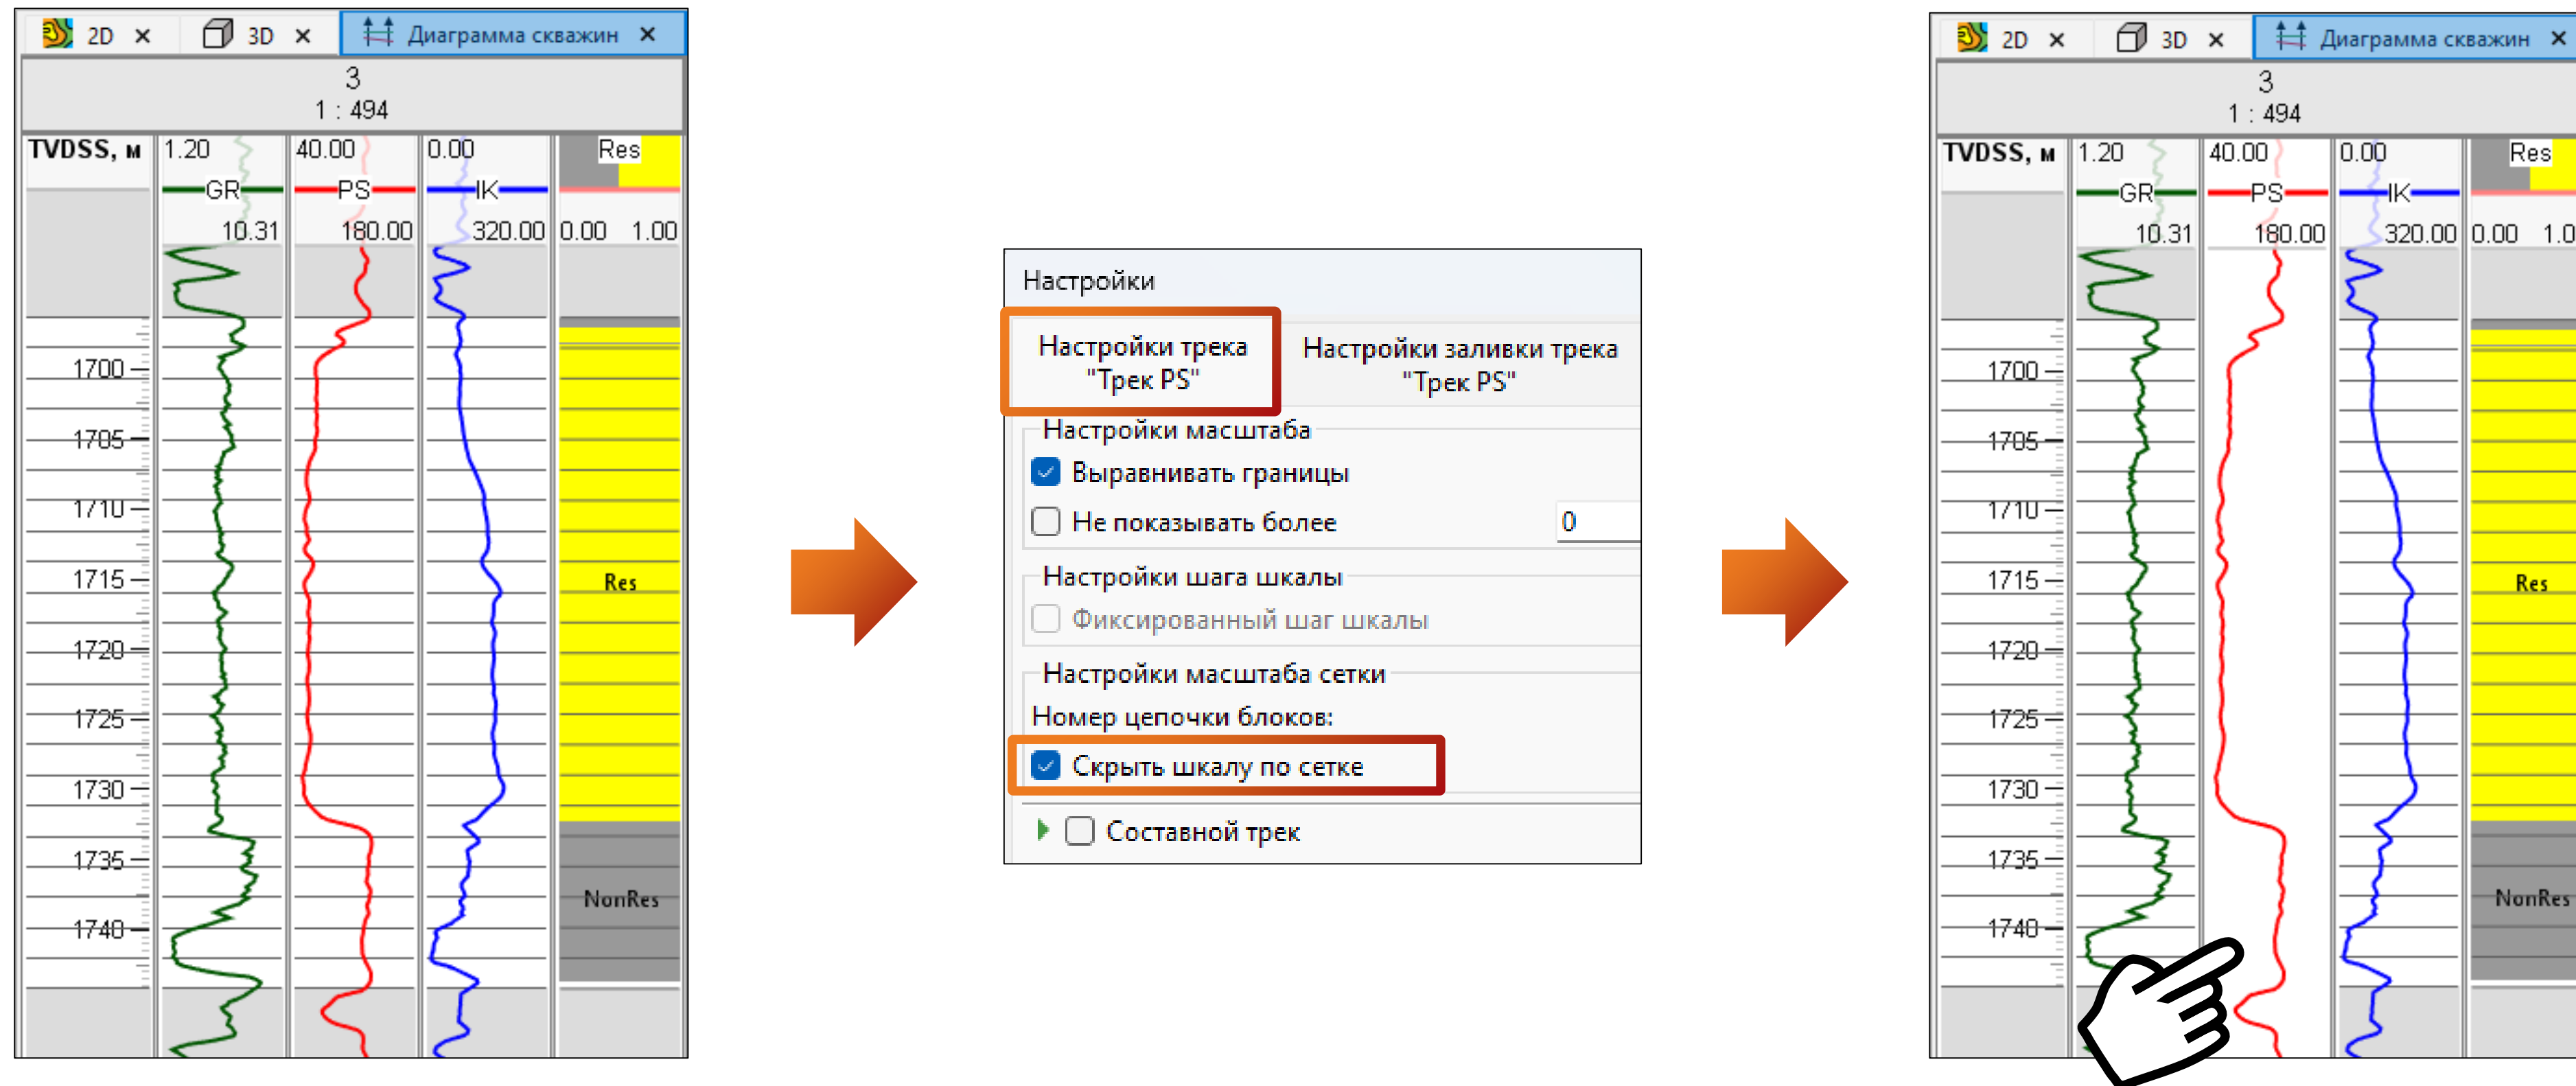 2D × 3D × Диаграмма скважин ×
3
1 : 494
TVDSS, м 1.20 40.00 0.00 Res
GR PS IK
10.31 180.00 320.00 0.00 1.00
1700
1705
1710
1715 Res
1720
1725
1730
1735
NonRes
1740
Настройки
Настройки трека Настройки заливки трека
"Трек PS" "Трек PS"
Настройки масштаба
Выравнивать границы
Не показывать более 0
Настройки шага шкалы
Фиксированный шаг шкалы
Настройки масштаба сетки
Номер цепочки блоков:
Скрыть шкалу по сетке
Составной трек
2D × 3D × Диаграмма скважин ×
3
1 : 494
TVDSS, м 1.20 40.00 0.00 Res
GR PS IK
10.31 180.00 320.00 0.00 1.0
1700
1705
1710
1715 Res
1720
1725
1730
1735
NonRes
1740